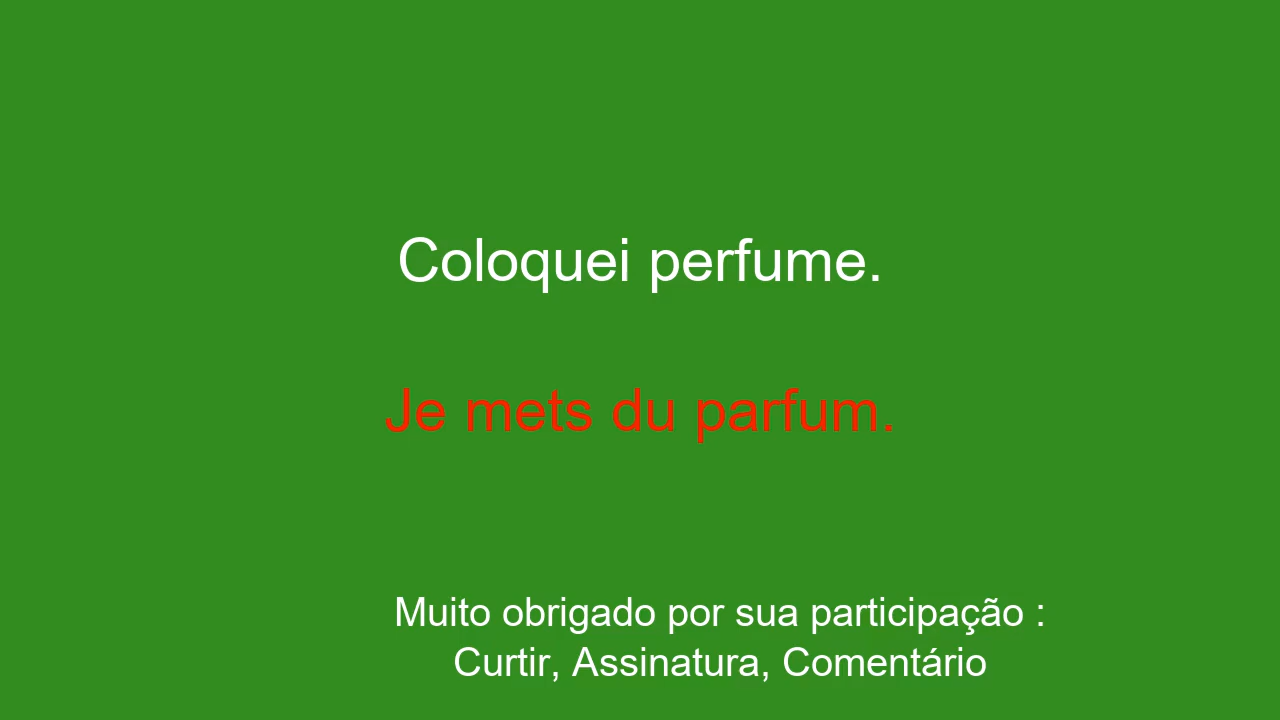 Coloquei perfume.
Je mets du parfum.
Muito obrigado por sua participação :
Curtir, Assinatura, Comentário